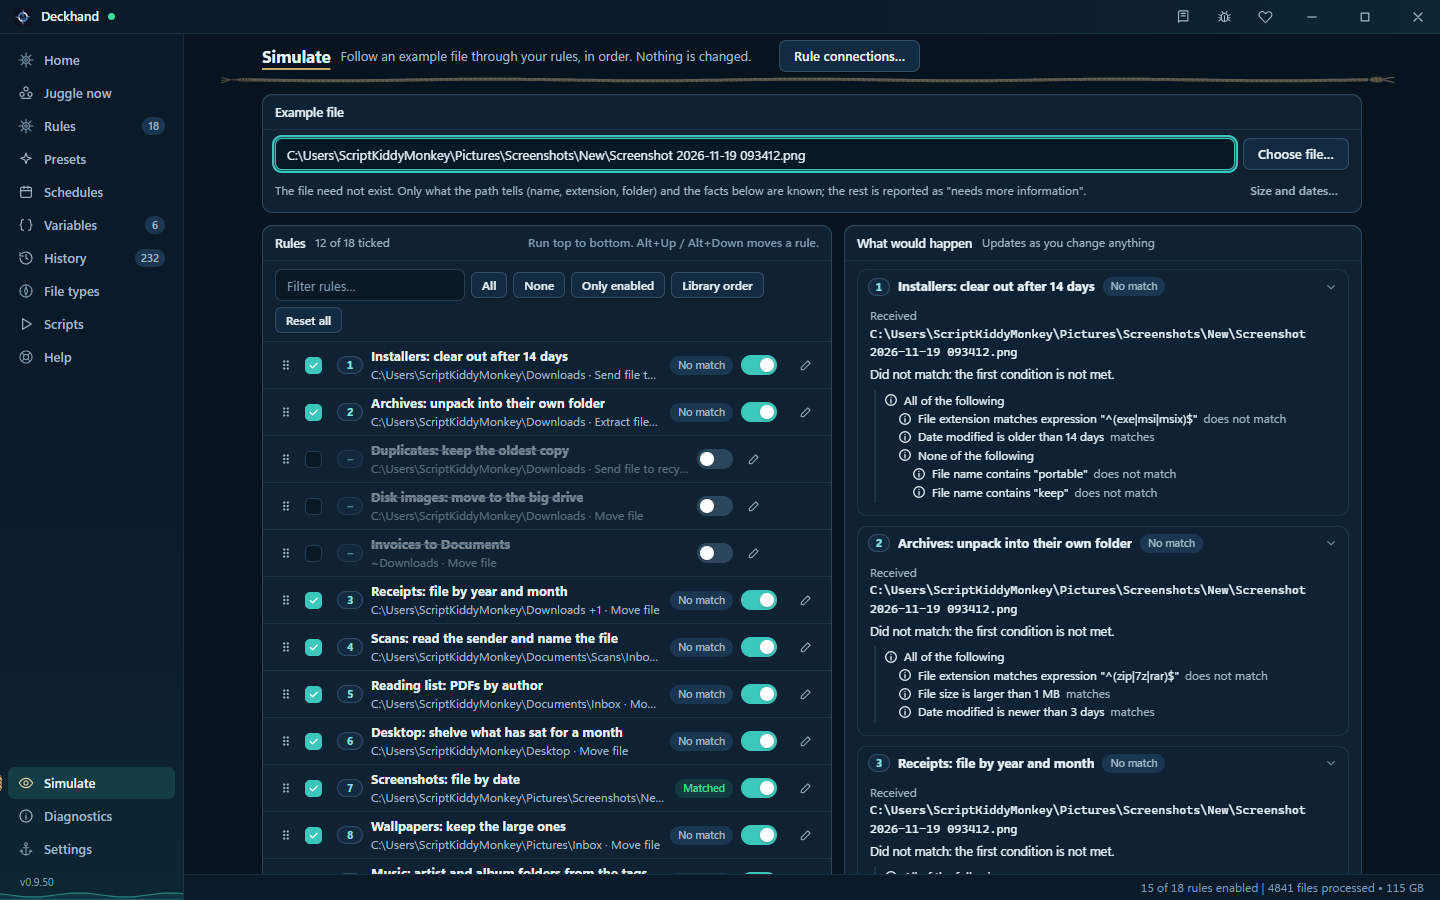 Deckhand
Home
Juggle now
Rules 18
Presets
Schedules
Variables 6
History 232
File types
Scripts
Help
Simulate
Diagnostics
Settings
v0.9.50
Simulate Follow an example file through your rules, in order. Nothing is changed. Rule connections...
Example file
C:\Users\ScriptKiddyMonkey\Pictures\Screenshots\New\Screenshot 2026-11-19 093412.png Choose file...
The file need not exist. Only what the path tells (name, extension, folder) and the facts below are known; the rest is reported as "needs more information". Size and dates...
Rules 12 of 18 ticked Run top to bottom. Alt+Up / Alt+Down moves a rule.
Filter rules... All None Only enabled Library order
Reset all
1 Installers: clear out after 14 days No match
C:\Users\ScriptKiddyMonkey\Downloads · Send file t...
2 Archives: unpack into their own folder No match
C:\Users\ScriptKiddyMonkey\Downloads · Extract file...
– Duplicates: keep the oldest copy
C:\Users\ScriptKiddyMonkey\Downloads · Send file to recy...
– Disk images: move to the big drive
C:\Users\ScriptKiddyMonkey\Downloads · Move file
– Invoices to Documents
~Downloads · Move file
3 Receipts: file by year and month No match
C:\Users\ScriptKiddyMonkey\Downloads +1 · Move file
4 Scans: read the sender and name the file No match
C:\Users\ScriptKiddyMonkey\Documents\Scans\Inbo...
5 Reading list: PDFs by author No match
C:\Users\ScriptKiddyMonkey\Documents\Inbox · Mo...
6 Desktop: shelve what has sat for a month No match
C:\Users\ScriptKiddyMonkey\Desktop · Move file
7 Screenshots: file by date Matched
C:\Users\ScriptKiddyMonkey\Pictures\Screenshots\Ne...
8 Wallpapers: keep the large ones No match
C:\Users\ScriptKiddyMonkey\Pictures\Inbox · Move file
Music: artist and album folders from the tags
What would happen Updates as you change anything
1 Installers: clear out after 14 days No match
Received
C:\Users\ScriptKiddyMonkey\Pictures\Screenshots\New\Screenshot
2026-11-19 093412.png
Did not match: the first condition is not met.
All of the following
File extension matches expression "^(exe|msi|msix)$" does not match
Date modified is older than 14 days matches
None of the following
File name contains "portable" does not match
File name contains "keep" does not match
2 Archives: unpack into their own folder No match
Received
C:\Users\ScriptKiddyMonkey\Pictures\Screenshots\New\Screenshot
2026-11-19 093412.png
Did not match: the first condition is not met.
All of the following
File extension matches expression "^(zip|7z|rar)$" does not match
File size is larger than 1 MB matches
Date modified is newer than 3 days matches
3 Receipts: file by year and month No match
Received
C:\Users\ScriptKiddyMonkey\Pictures\Screenshots\New\Screenshot
2026-11-19 093412.png
Did not match: the first condition is not met.
15 of 18 rules enabled | 4841 files processed • 115 GB